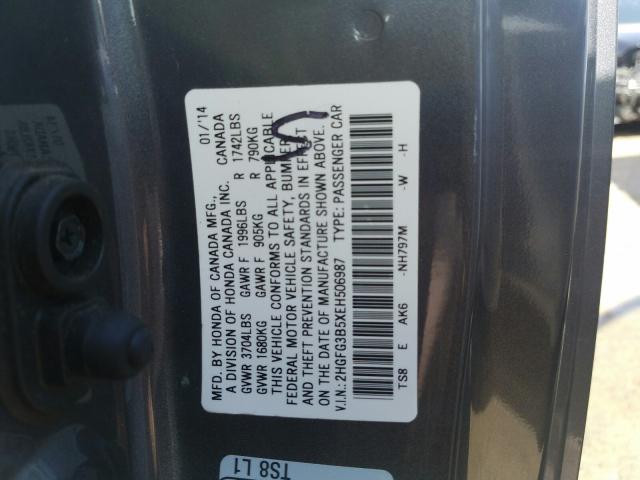 MFD. BY HONDA OF CANADA MFG., 01/'14
A DIVISION OF HONDA CANADA INC. CANADA
GVWR 3704LBS GAWR F 1996LBS R 1742LBS
GVWR 1680KG GAWR F 905KG R 790KG
THIS VEHICLE CONFORMS TO ALL APPLICABLE
FEDERAL MOTOR VEHICLE SAFETY, BUMPER
AND THEFT PREVENTION STANDARDS IN EFFECT
ON THE DATE OF MANUFACTURE SHOWN ABOVE.
V.I.N.: 2HGFG3B5XEH506987 TYPE: PASSENGER CAR
TS8 E AK6 -NH797M -W -H
TS8 L1